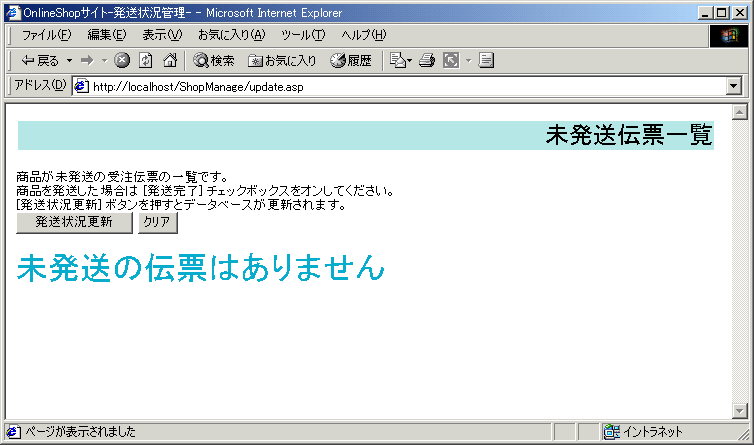 OnlineShopサイト-発送状況管理- - Microsoft Internet Explorer
ファイル(F) 編集(E) 表示(V) お気に入り(A) ツール(T) ヘルプ(H)
戻る 検索 お気に入り 履歴
アドレス(D) http://localhost/ShopManage/update.asp
未発送伝票一覧
商品が未発送の受注伝票の一覧です。
商品を発送した場合は [発送完了] チェックボックスをオンしてください。
[発送状況更新] ボタンを押すとデータベースが更新されます。
発送状況更新 クリア
未発送の伝票はありません
ページが表示されました イントラネット